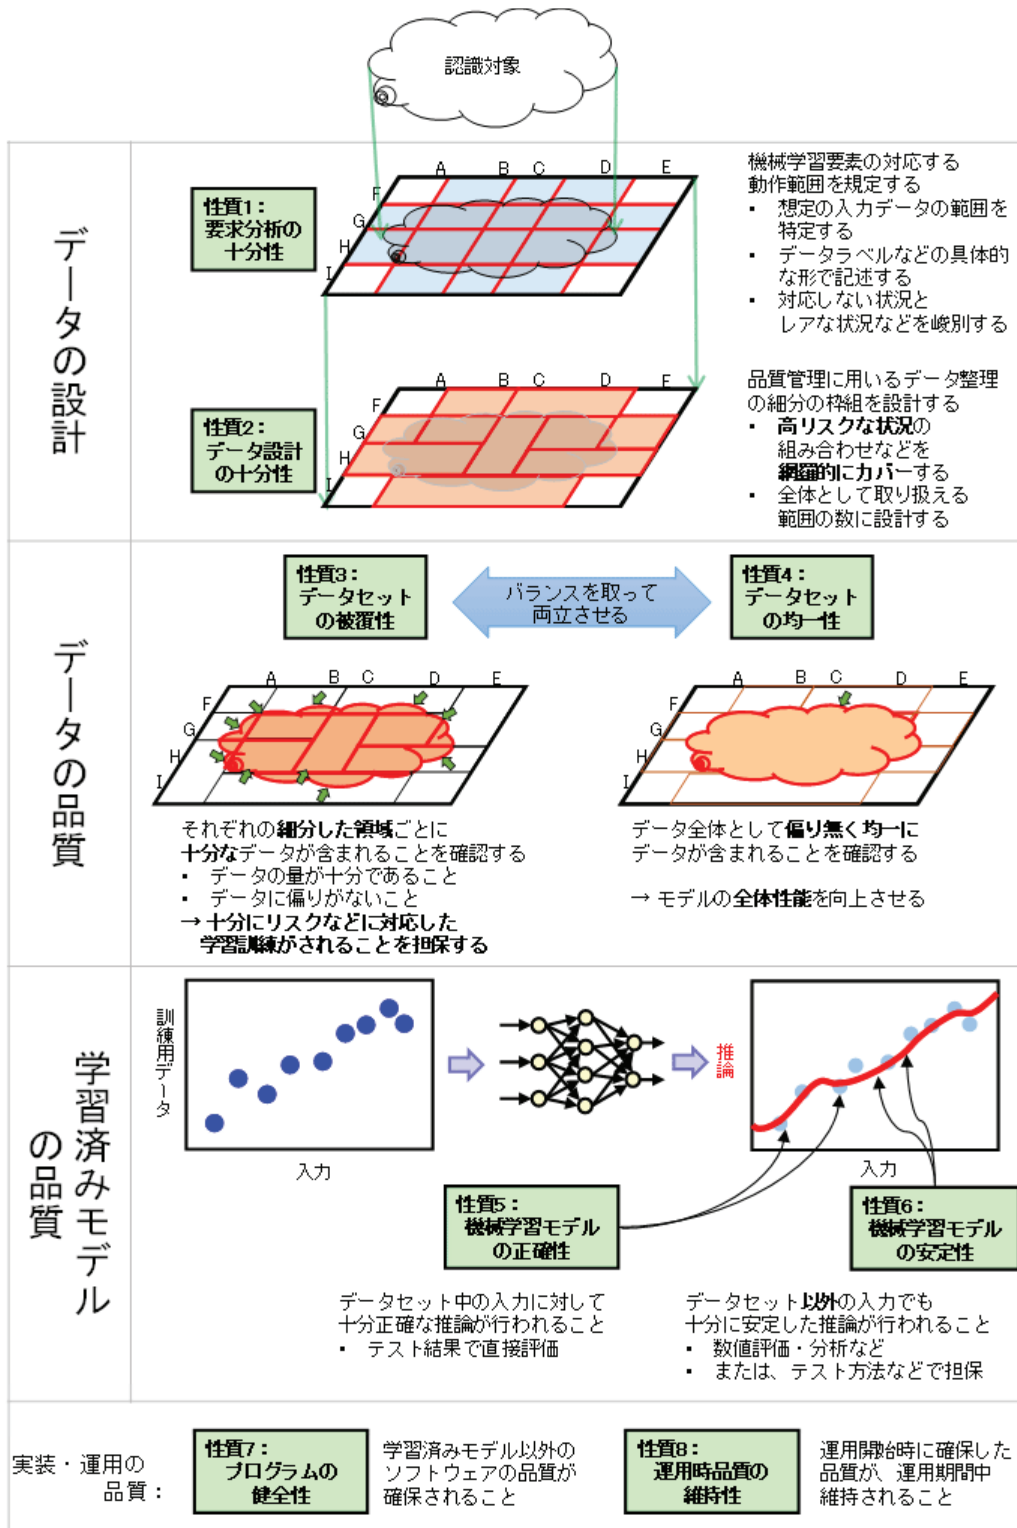 認識対象
データの設計
性質1：
要求分析の
十分性
A B C D E
F
G
H
I
機械学習要素の対応する
動作範囲を規定する
▪ 想定の入力データの範囲を
特定する
▪ データラベルなどの具体的
な形で記述する
▪ 対応しない状況と
レアな状況などを峻別する
性質2：
データ設計
の十分性
A B C D E
F
G
H
I
品質管理に用いるデータ整理
の細分の枠組を設計する
▪ 高リスクな状況の
組み合わせなどを
網羅的にカバーする
▪ 全体として取り扱える
範囲の数に設計する
データの品質
性質3：
データセット
の被覆性
バランスを取って
両立させる
性質4：
データセット
の均一性
A B C D E
F
G
H
I
A B C D E
F
G
H
I
それぞれの細分した領域ごとに
十分なデータが含まれることを確認する
▪ データの量が十分であること
▪ データに偏りがないこと
→ 十分にリスクなどに対応した
学習訓練がされることを担保する
データ全体として偏り無く均一に
データが含まれることを確認する
→ モデルの全体性能を向上させる
学習済みモデル
の品質
訓練用データ
入力
推論
入力
性質5：
機械学習モデル
の正確性
性質6：
機械学習モデル
の安定性
データセット中の入力に対して
十分正確な推論が行われること
▪ テスト結果で直接評価
データセット以外の入力でも
十分に安定した推論が行われること
▪ 数値評価・分析など
▪ または、テスト方法などで担保
実装・運用の
品質：
性質7：
プログラムの
健全性
学習済みモデル以外の
ソフトウェアの品質が
確保されること
性質8：
運用時品質の
維持性
運用開始時に確保した
品質が、運用期間中
維持されること